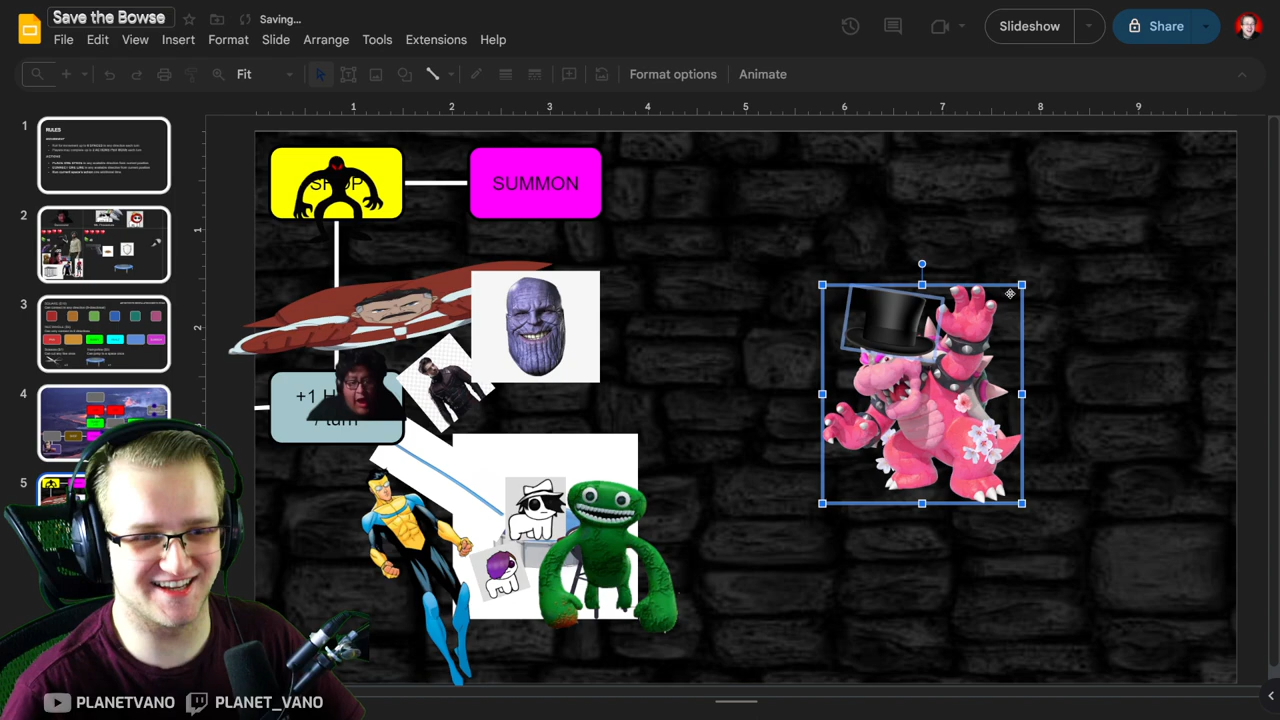 Save the Bowse
Saving...
File Edit View Insert Format Slide Arrange Tools Extensions Help
Slideshow
Share
Fit
Format options
Animate
1 2 3 4 5 6 7 8 9
1
2
1
RULES
2
3
4
5
SHOP
SUMMON
+1
/ turn
PLANETVANO
PLANET_VANO